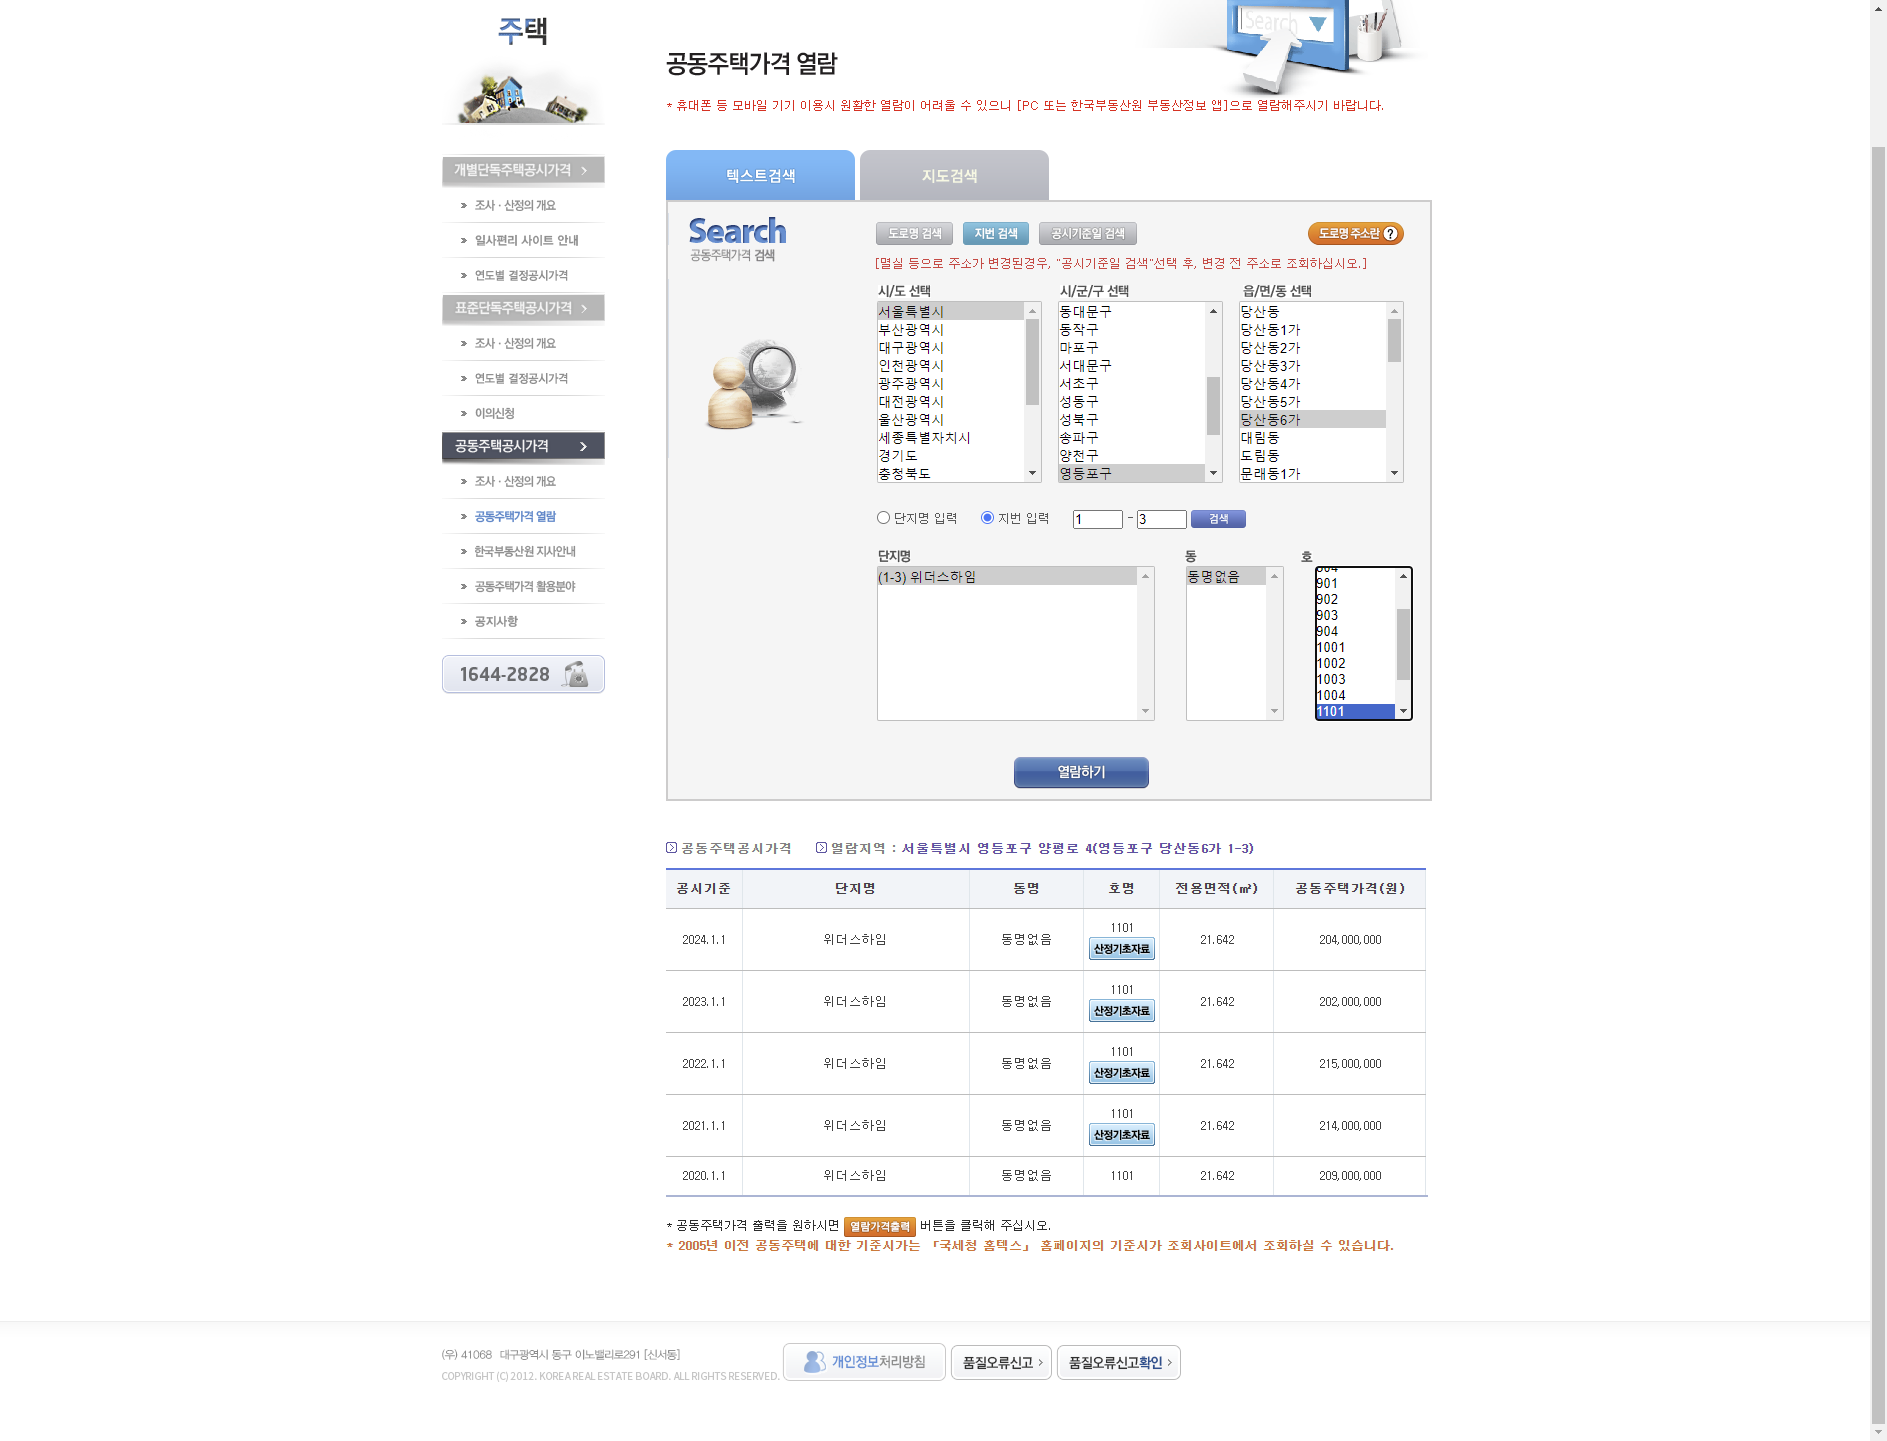 주택
Search
공동주택가격 열람
* 휴대폰 등 모바일 기기 이용시 원활한 열람이 어려울 수 있으니 [PC 또는 한국부동산원 부동산정보 앱]으로 열람해주시기 바랍니다.
개별단독주택공시가격
조사 · 산정의 개요
일사편리 사이트 안내
연도별 결정공시가격
표준단독주택공시가격
조사 · 산정의 개요
연도별 결정공시가격
이의신청
공동주택공시가격
조사 · 산정의 개요
공동주택가격 열람
한국부동산원 지사안내
공동주택가격 활용분야
공지사항
1644-2828
텍스트검색 지도검색
Search
공동주택가격 검색
도로명 검색 지번 검색 공시기준일 검색 도로명 주소란 ?
[멸실 등으로 주소가 변경된경우, "공시기준일 검색"선택 후, 변경 전 주소로 조회하십시오.]
시/도 선택 시/군/구 선택 읍/면/동 선택
서울특별시 동대문구 당산동
부산광역시 동작구 당산동1가
대구광역시 마포구 당산동2가
인천광역시 서대문구 당산동3가
광주광역시 서초구 당산동4가
대전광역시 성동구 당산동5가
울산광역시 성북구 당산동6가
세종특별자치시 송파구 대림동
경기도 양천구 도림동
충청북도 영등포구 문래동1가
단지명 입력 지번 입력 1 - 3 검색
단지명 동 호
(1-3) 위더스하임 동명없음
804
901
902
903
904
1001
1002
1003
1004
1101
열람하기
공동주택공시가격 열람지역 : 서울특별시 영등포구 양평로 4(영등포구 당산동6가 1-3)
공시기준 단지명 동명 호명 전용면적(㎡) 공동주택가격(원)
2024.1.1 위더스하임 동명없음 1101 산정기초자료 21.642 204,000,000
2023.1.1 위더스하임 동명없음 1101 산정기초자료 21.642 202,000,000
2022.1.1 위더스하임 동명없음 1101 산정기초자료 21.642 215,000,000
2021.1.1 위더스하임 동명없음 1101 산정기초자료 21.642 214,000,000
2020.1.1 위더스하임 동명없음 1101 21.642 209,000,000
* 공동주택가격 출력을 원하시면 열람가격출력 버튼을 클릭해 주십시오.
* 2005년 이전 공동주택에 대한 기준시가는 「국세청 홈텍스」 홈페이지의 기준시가 조회사이트에서 조회하실 수 있습니다.
(우) 41068 대구광역시 동구 이노밸리로291 [신서동]
COPYRIGHT (C) 2012. KOREA REAL ESTATE BOARD. ALL RIGHTS RESERVED.
개인정보처리방침 품질오류신고 품질오류신고확인